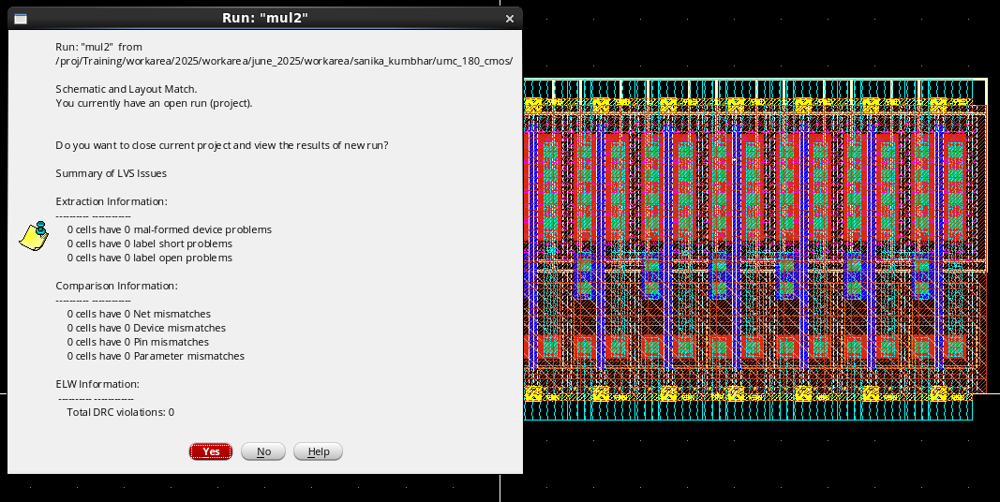 Run: "mul2"
Run: "mul2" from
/proj/Training/workarea/2025/workarea/june_2025/workarea/sanika_kumbhar/umc_180_cmos/
Schematic and Layout Match.
You currently have an open run (project).
Do you want to close current project and view the results of new run?
Summary of LVS Issues
Extraction Information:
---------- ------------
0 cells have 0 mal-formed device problems
0 cells have 0 label short problems
0 cells have 0 label open problems
Comparison Information:
---------- ------------
0 cells have 0 Net mismatches
0 cells have 0 Device mismatches
0 cells have 0 Pin mismatches
0 cells have 0 Parameter mismatches
ELW Information:
---------- ------------
Total DRC violations: 0
Yes No Help